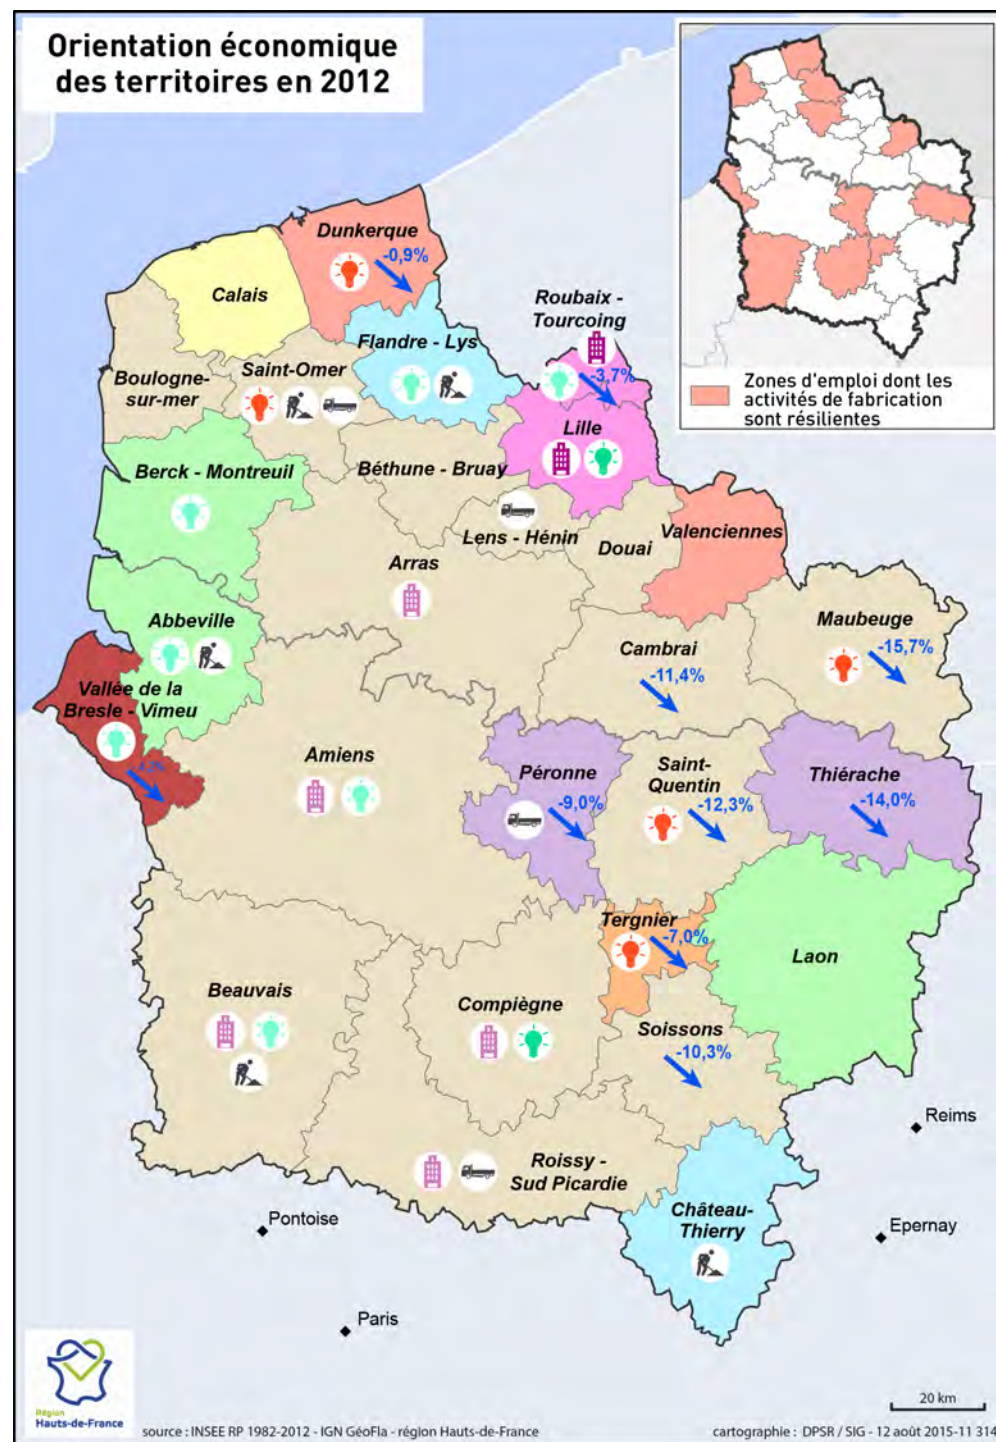 Orientation économique
des territoires en 2012
Zones d'emploi dont les
activités de fabrication
sont résilientes
Dunkerque
-0,9%
Calais
Roubaix -
Tourcoing
-3,7%
Flandre - Lys
Boulogne-
sur-mer
Saint-Omer
Lille
Béthune - Bruay
Berck - Montreuil
Lens - Hénin
Douai
Valenciennes
Arras
Abbeville
Maubeuge
-15,7%
Cambrai
-11,4%
Vallée de la
Bresle - Vimeu
Amiens
Péronne
-9,0%
Saint-
Quentin
-12,3%
Thiérache
-14,0%
Tergnier
-7,0%
Laon
Beauvais
Compiègne
Soissons
-10,3%
Reims
Roissy -
Sud Picardie
Château-
Thierry
Pontoise
Epernay
Paris
20 km
Région
Hauts-de-France
source : INSEE RP 1982-2012 - IGN GéoFla - région Hauts-de-France
cartographie : DPSR / SIG - 12 août 2015-11 314